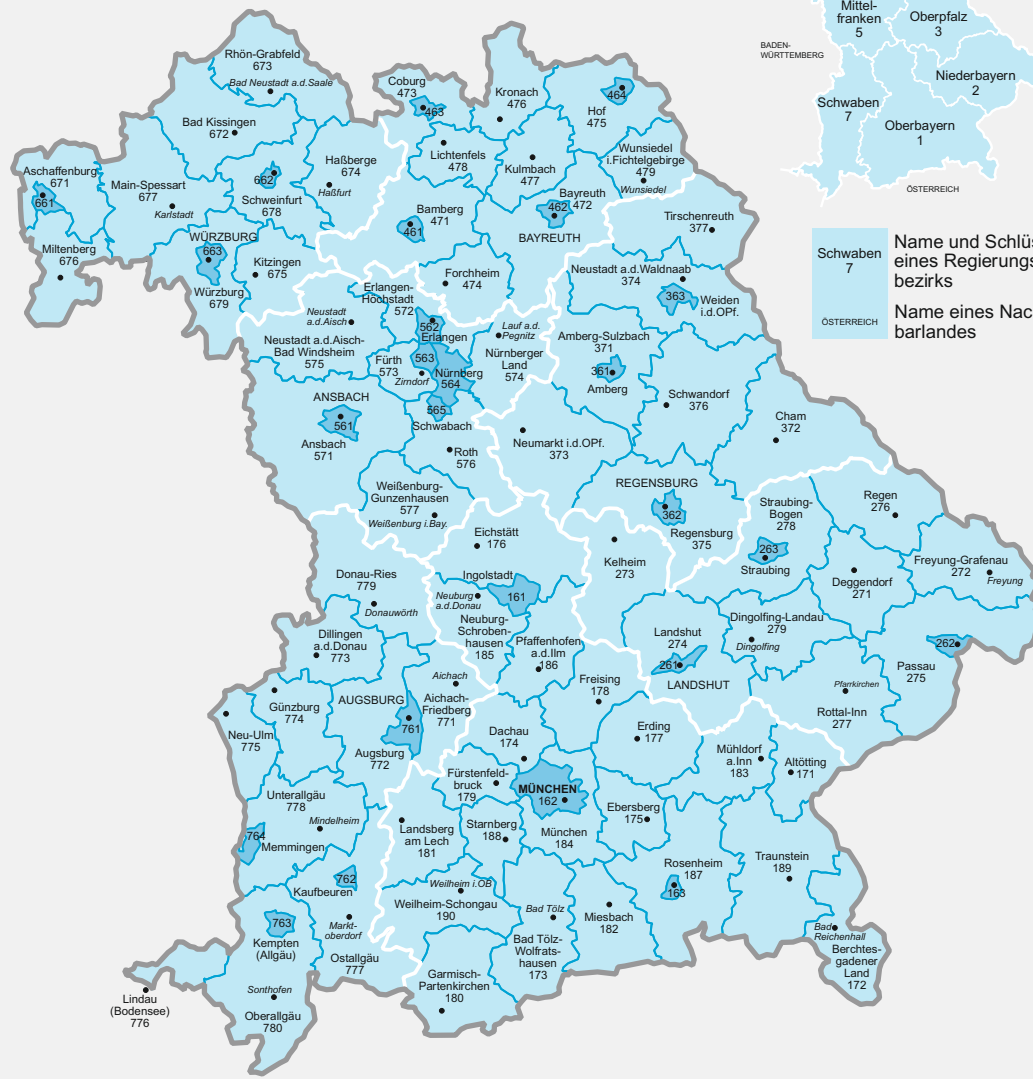 Mittel-
franken
5
Oberpfalz
3
BADEN-
WÜRTTEMBERG
Niederbayern
2
Schwaben
7
Oberbayern
1
ÖSTERREICH
Schwaben
7
Name und Schlüs
eines Regierungs
bezirks
ÖSTERREICH
Name eines Nac
barlandes
Rhön-Grabfeld
673
Bad Neustadt a.d.Saale
Coburg
473
463
Kronach
476
464
Hof
475
Bad Kissingen
672
Lichtenfels
478
Kulmbach
477
Wunsiedel
i.Fichtelgebirge
479
Wunsiedel
Haßberge
674
Haßfurt
Aschaffenburg
671
661
Main-Spessart
677
Karlstadt
662
Schweinfurt
678
Bamberg
471
461
Bayreuth
472
462
BAYREUTH
Tirschenreuth
377
Miltenberg
676
WÜRZBURG
663
Würzburg
679
Kitzingen
675
Forchheim
474
Neustadt a.d.Waldnaab
374
363
Weiden
i.d.OPf.
Erlangen-
Höchstadt
572
562
Erlangen
Neustadt
a.d.Aisch
Neustadt a.d.Aisch-
Bad Windsheim
575
Lauf a.d.
Pegnitz
Nürnberger
Land
574
Fürth
573
Zirndorf
563
Nürnberg
564
565
Schwabach
Amberg-Sulzbach
371
361
Amberg
Schwandorf
376
Cham
372
ANSBACH
561
Ansbach
571
Roth
576
Neumarkt i.d.OPf.
373
Weißenburg-
Gunzenhausen
577
Weißenburg i.Bay.
REGENSBURG
362
Regensburg
375
Straubing-
Bogen
278
263
Straubing
Regen
276
Eichstätt
176
Kelheim
273
Deggendorf
271
Freyung-Grafenau
272
Freyung
Donau-Ries
779
Donauwörth
Ingolstadt
161
Neuburg
a.d.Donau
Neuburg-
Schroben-
hausen
185
Pfaffenhofen
a.d.Ilm
186
Dingolfing-Landau
279
Dingolfing
Landshut
274
261
LANDSHUT
262
Passau
275
Pfarrkirchen
Rottal-Inn
277
Dillingen
a.d.Donau
773
Günzburg
774
Neu-Ulm
775
AUGSBURG
761
Augsburg
772
Aichach
Aichach-
Friedberg
771
Freising
178
Erding
177
Mühldorf
a.Inn
183
Altötting
171
Dachau
174
Fürstenfeld-
bruck
179
MÜNCHEN
162
München
184
Ebersberg
175
Unterallgäu
778
Mindelheim
764
Memmingen
Landsberg
am Lech
181
Starnberg
188
Rosenheim
187
163
Traunstein
189
762
Kaufbeuren
763
Kempten
(Allgäu)
Markt-
oberdorf
Ostallgäu
777
Weilheim i.OB
Weilheim-Schongau
190
Bad Tölz
Bad Tölz-
Wolfrats-
hausen
173
Miesbach
182
Bad
Reichenhall
Berchtes-
gadener
Land
172
Garmisch-
Partenkirchen
180
Lindau
(Bodensee)
776
Sonthofen
Oberallgäu
780